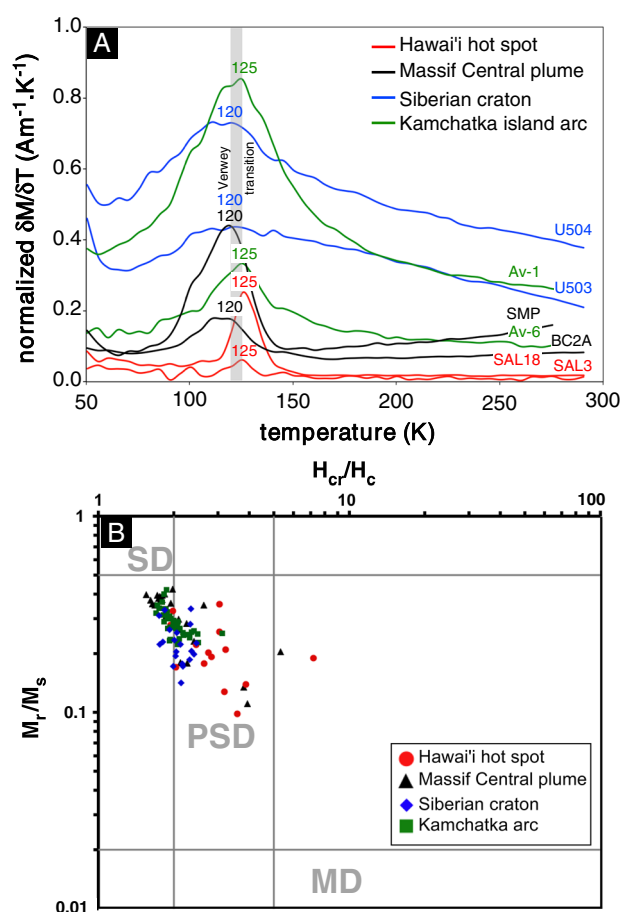 A
1.0
0.8
0.6
0.4
0.2
0.0
normalized δM/δT (Am⁻¹.K⁻¹)
Hawai'i hot spot
Massif Central plume
Siberian craton
Kamchatka island arc
125
120
Verwey
transition
120
120
125
125
120
125
U504
Av-1
U503
SMP
Av-6
BC2A
SAL18
SAL3
50
100
150
200
250
300
temperature (K)
Hcr/Hc
1
10
100
B
1
0.1
0.01
Mr/Ms
SD
PSD
MD
Hawai'i hot spot
Massif Central plume
Siberian craton
Kamchatka arc